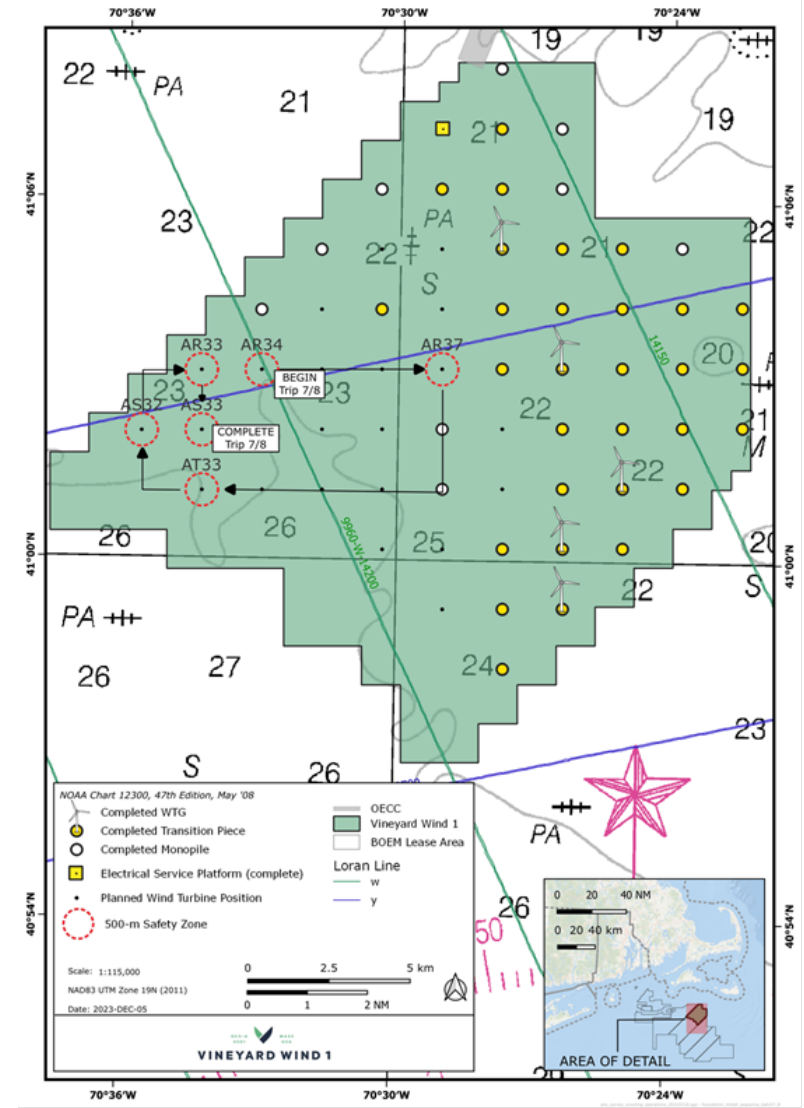 70°36'W 70°30'W 70°24'W
19 19
22 PA
21
21
19
41°06'N
41°06'N
23
PA
22
21
22
S
14150
AR33 AR34 AR37
20
BEGIN
Trip 7/8
23
23
AS32 AS33
22
21
COMPLETE
Trip 7/8
M
AT33
22
26
26
25
20
9960-W-14200
41°00'N
41°00'N
S
22
PA
26
27
24
23
S
26
PA
NOAA Chart 12300, 47th Edition, May '08
Completed WTG
Completed Transition Piece
Completed Monopile
Electrical Service Platform (complete)
Planned Wind Turbine Position
500-m Safety Zone
OECC
Vineyard Wind 1
BOEM Lease Area
Loran Line
w
y
Scale: 1:115,000
NAD83 UTM Zone 19N (2011)
Date: 2023-DEC-05
0 2.5 5 km
0 1 2 NM
VINEYARD WIND 1
26
50
40°54'N
40°54'N
0 20 40 NM
0 20 40 km
AREA OF DETAIL
70°36'W 70°30'W 70°24'W